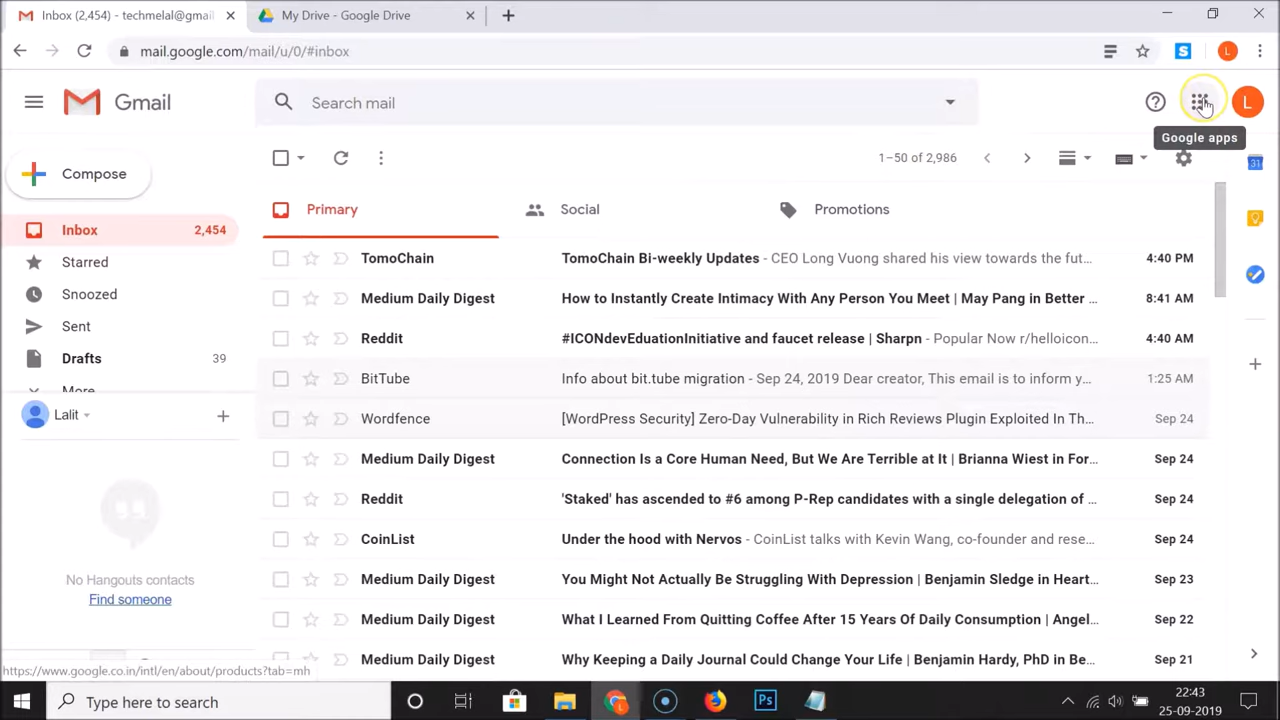 Inbox (2,454) - techmelal@gmai
My Drive - Google Drive
mail.google.com/mail/u/0/#inbox
S
L
Gmail
Search mail
L
Google apps
Compose
1–50 of 2,986
31
Primary
Social
Promotions
Inbox 2,454
Starred
Snoozed
Sent
Drafts 39
More
Lalit
No Hangouts contacts
Find someone
TomoChain TomoChain Bi-weekly Updates - CEO Long Vuong shared his view towards the fut... 4:40 PM
Medium Daily Digest How to Instantly Create Intimacy With Any Person You Meet | May Pang in Better ... 8:41 AM
Reddit #ICONdevEduationInitiative and faucet release | Sharpn - Popular Now r/helloicon... 4:40 AM
BitTube Info about bit.tube migration - Sep 24, 2019 Dear creator, This email is to inform y... 1:25 AM
Wordfence [WordPress Security] Zero-Day Vulnerability in Rich Reviews Plugin Exploited In Th... Sep 24
Medium Daily Digest Connection Is a Core Human Need, But We Are Terrible at It | Brianna Wiest in For... Sep 24
Reddit 'Staked' has ascended to #6 among P-Rep candidates with a single delegation of ... Sep 24
CoinList Under the hood with Nervos - CoinList talks with Kevin Wang, co-founder and rese... Sep 24
Medium Daily Digest You Might Not Actually Be Struggling With Depression | Benjamin Sledge in Heart... Sep 23
Medium Daily Digest What I Learned From Quitting Coffee After 15 Years Of Daily Consumption | Angel... Sep 22
Medium Daily Digest Why Keeping a Daily Journal Could Change Your Life | Benjamin Hardy, PhD in Be... Sep 21
https://www.google.co.in/intl/en/about/products?tab=mh
Type here to search
Ps
22:43
25-09-2019